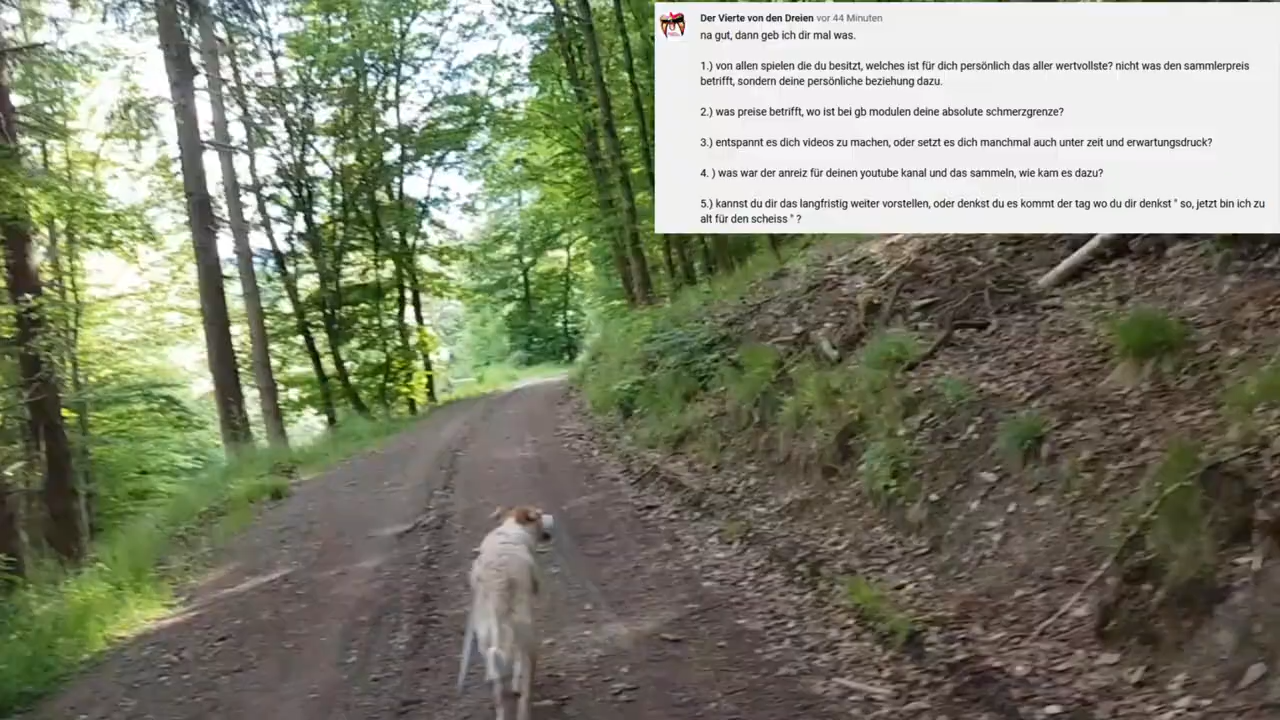 Der Vierte von den Dreien vor 44 Minuten
na gut, dann geb ich dir mal was.
1.) von allen spielen die du besitzt, welches ist für dich persönlich das aller wertvollste? nicht was den sammlerpreis
betrifft, sondern deine persönliche beziehung dazu.
2.) was preise betrifft, wo ist bei gb modulen deine absolute schmerzgrenze?
3.) entspannt es dich videos zu machen, oder setzt es dich manchmal auch unter zeit und erwartungsdruck?
4. ) was war der anreiz für deinen youtube kanal und das sammeln, wie kam es dazu?
5.) kannst du dir das langfristig weiter vorstellen, oder denkst du es kommt der tag wo du dir denkst " so, jetzt bin ich zu
alt für den scheiss " ?